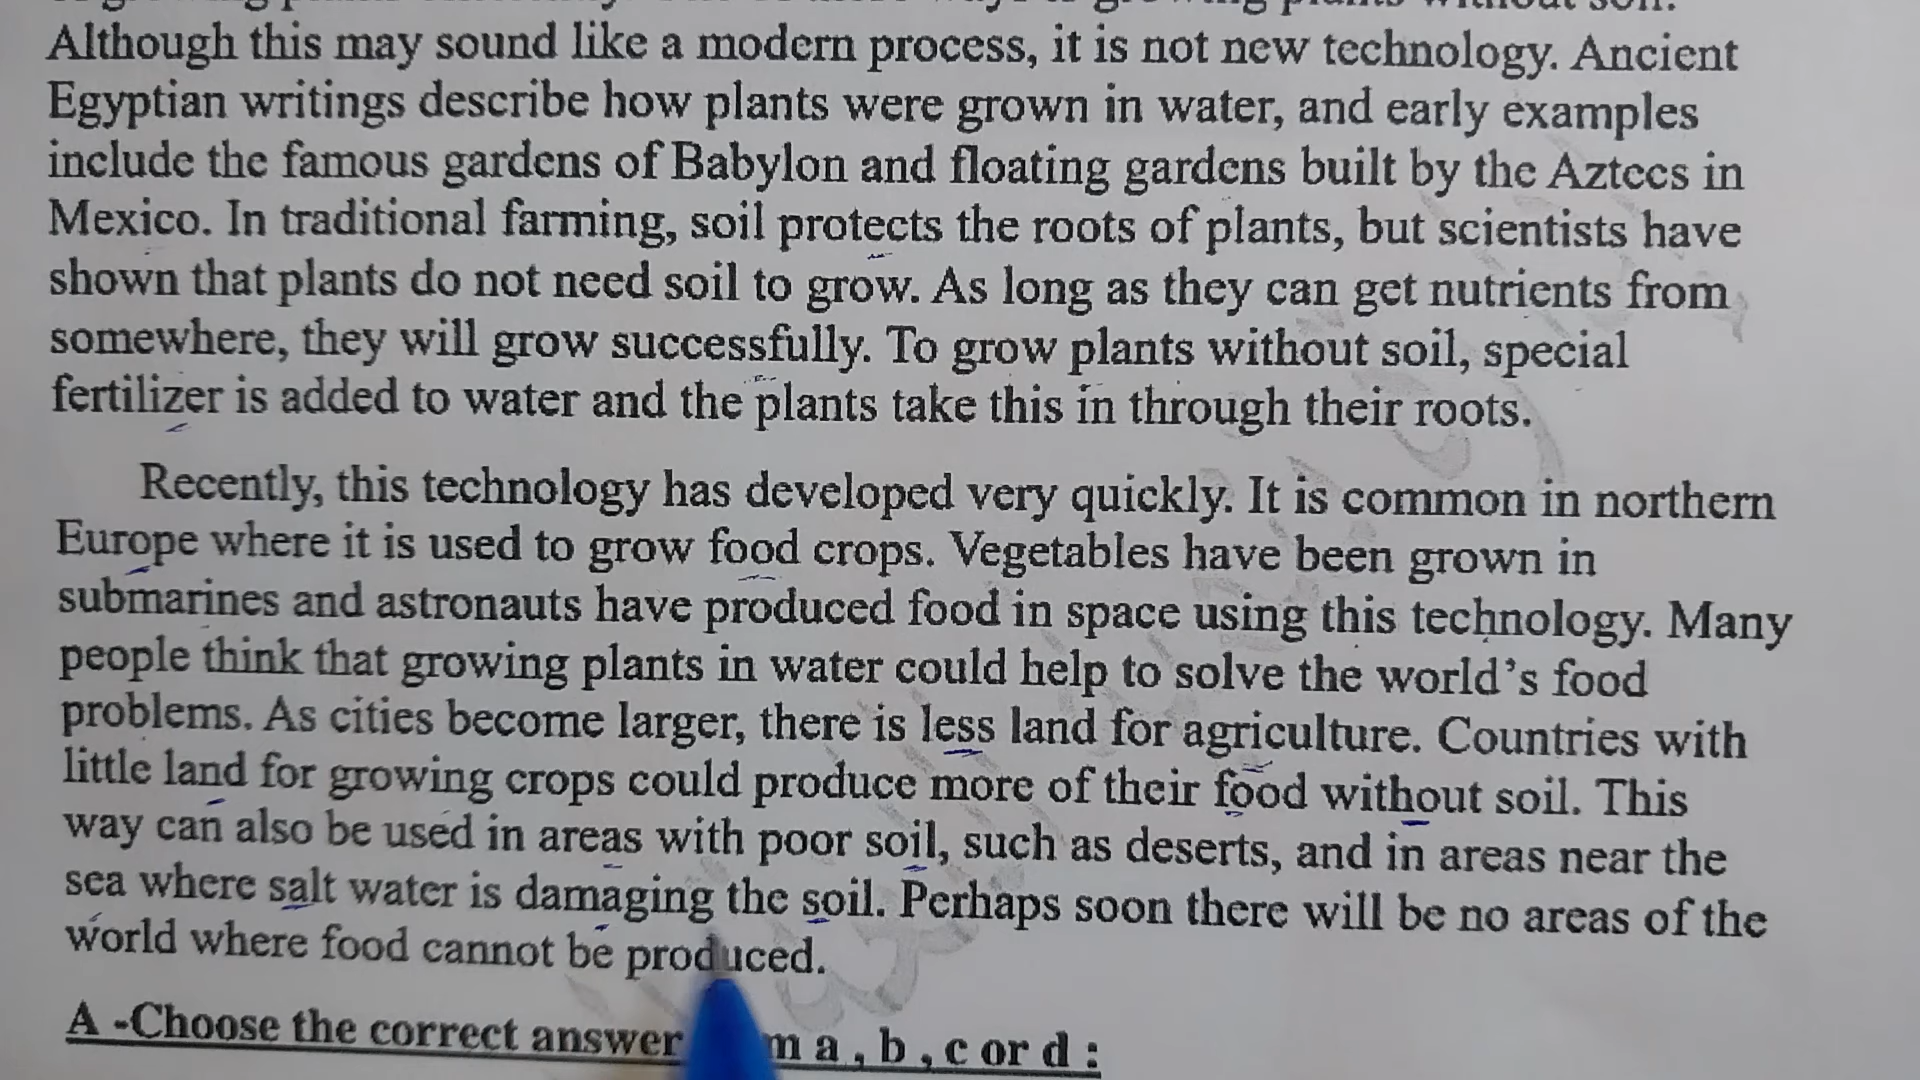 of growing plants
ways is growing plants without soil.
Although this may sound like a modern process, it is not new technology. Ancient
Egyptian writings describe how plants were grown in water, and early examples
include the famous gardens of Babylon and floating gardens built by the Aztecs in
Mexico. In traditional farming, soil protects the roots of plants, but scientists have
shown that plants do not need soil to grow. As long as they can get nutrients from
somewhere, they will grow successfully. To grow plants without soil, special
fertilizer is added to water and the plants take this in through their roots.
Recently, this technology has developed very quickly. It is common in northern
Europe where it is used to grow food crops. Vegetables have been grown in
submarines and astronauts have produced food in space using this technology. Many
people think that growing plants in water could help to solve the world's food
problems. As cities become larger, there is less land for agriculture. Countries with
little land for growing crops could produce more of their food without soil. This
way can also be used in areas with poor soil, such as deserts, and in areas near the
sea where salt water is damaging the soil. Perhaps soon there will be no areas of the
world where food cannot be produced.
A -Choose the correct answer m a , b , c or d :